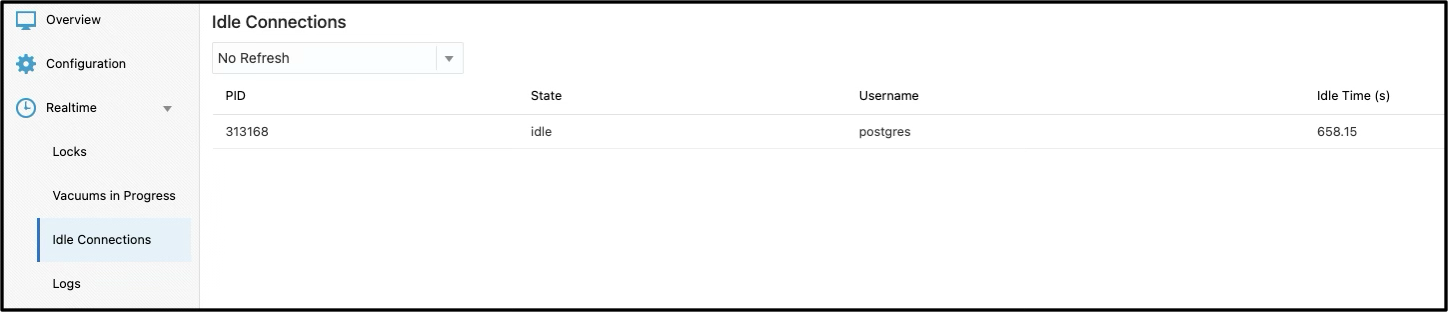 Overview
Configuration
Realtime
Locks
Vacuums in Progress
Idle Connections
Logs
Idle Connections
No Refresh
PID State Username Idle Time (s)
313168 idle postgres 658.15